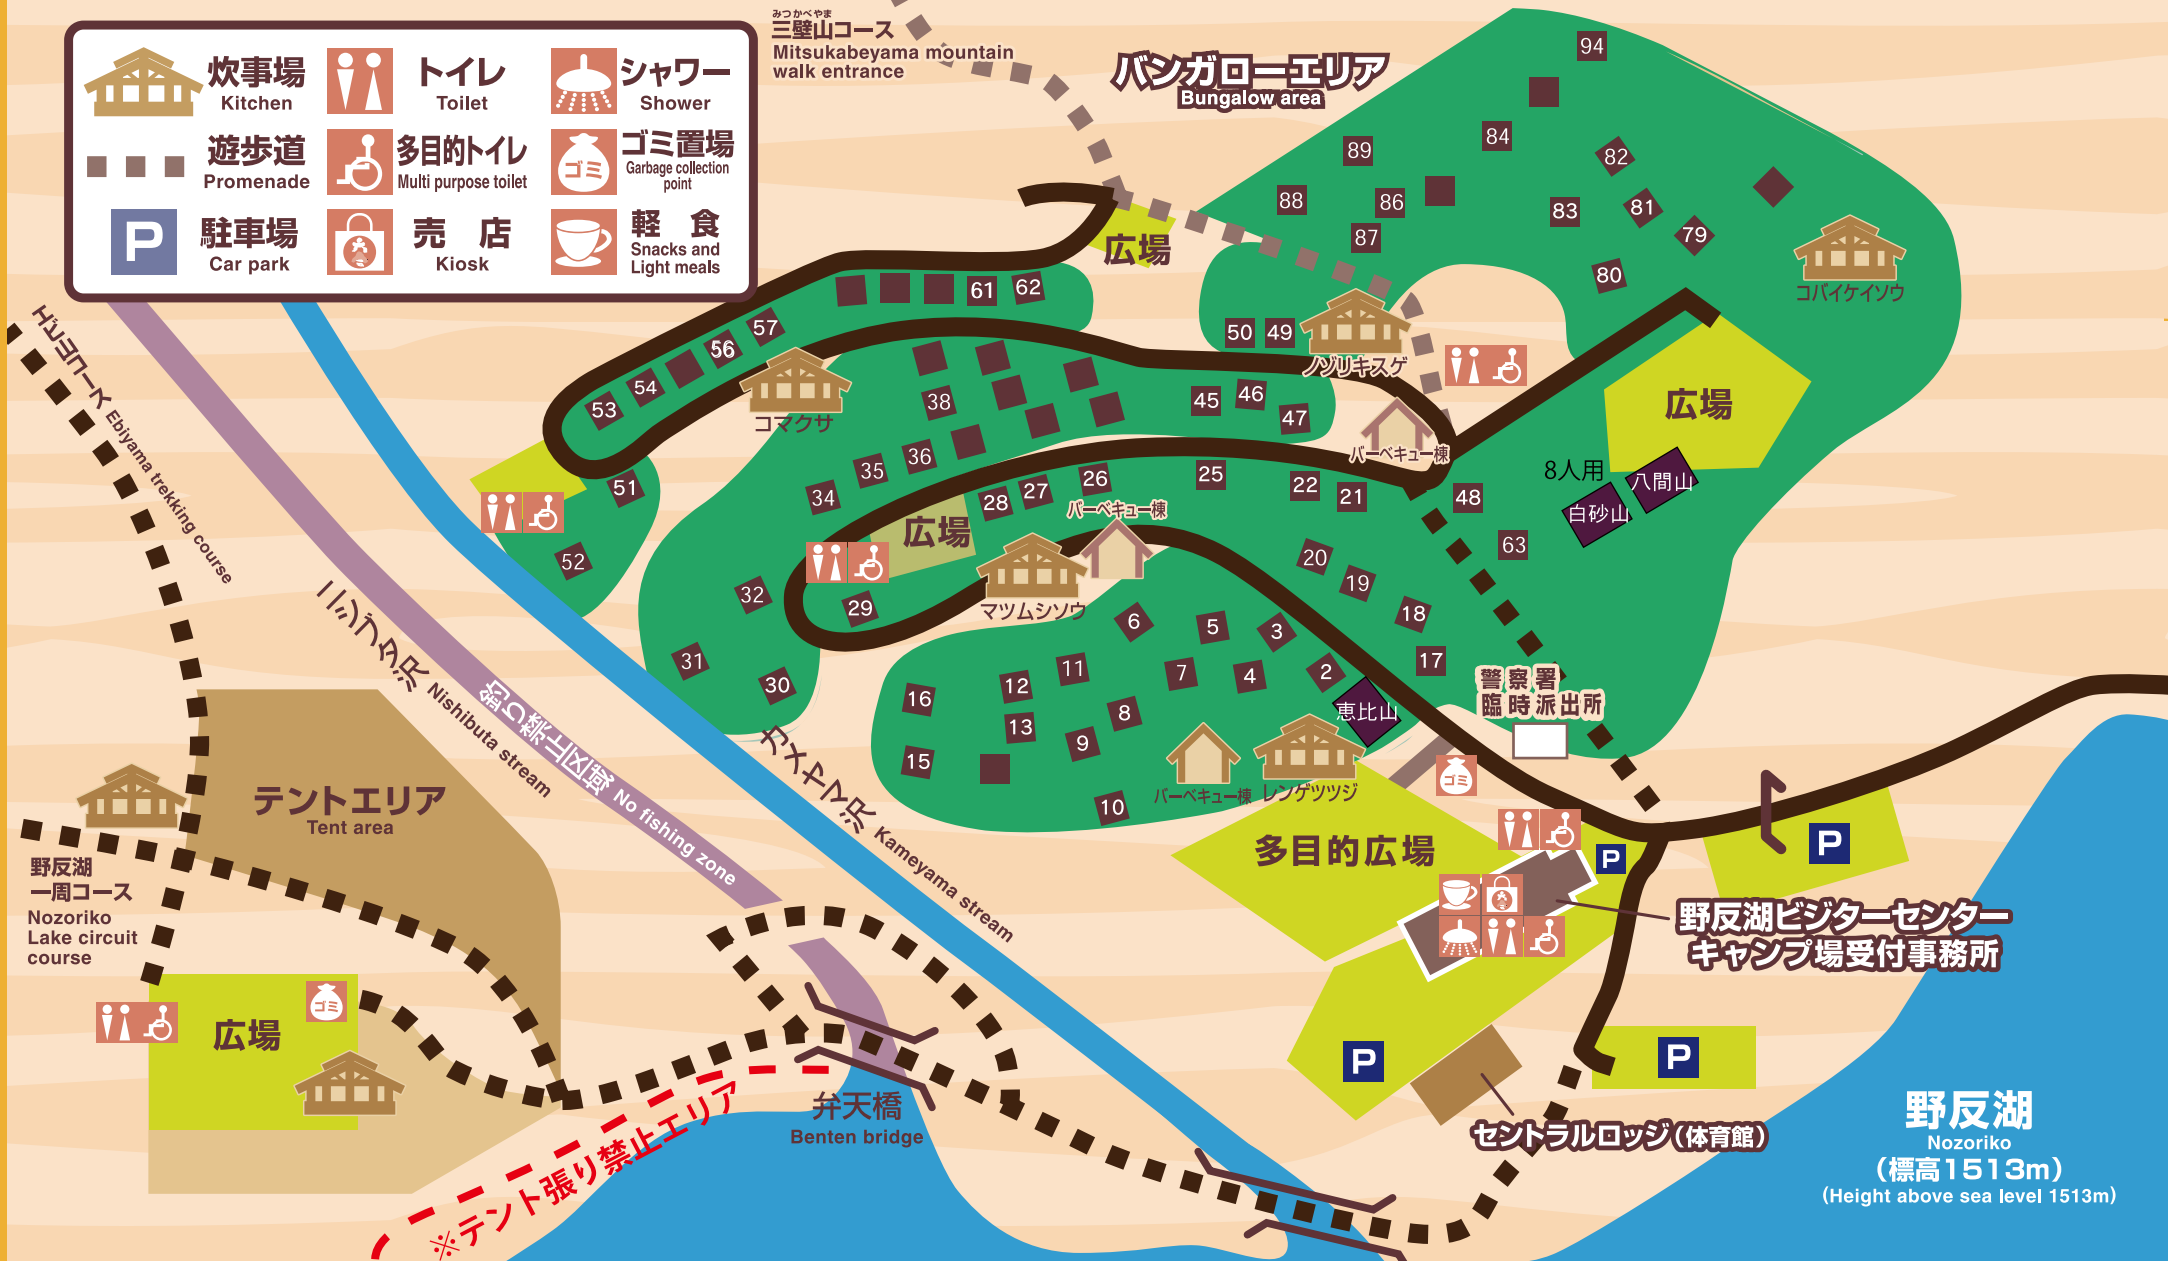 炊事場
Kitchen
トイレ
Toilet
シャワー
Shower
遊歩道
Promenade
多目的トイレ
Multi purpose toilet
ゴミ
ゴミ置場
Garbage collection
point
P
駐車場
Car park
売 店
Kiosk
軽 食
Snacks and
Light meals
みつかべやま
三壁山コース
Mitsukabeyama mountain
walk entrance
バンガローエリア
Bungalow area
94
84
89
82
88
86
83
81
87
79
80
コバイケイソウ
広場
61
62
57
56
54
53
コマクサ
50
49
ノゾリキスゲ
38
45
46
47
バーベキュー棟
広場
36
35
34
51
52
28
27
26
25
22
21
48
63
8人用
八間山
白砂山
広場
バーベキュー棟
マツムシソウ
29
32
31
30
20
19
18
17
6
5
3
2
7
4
11
12
16
13
8
9
15
10
恵比山
バーベキュー棟
レンゲツツジ
警察署
臨時派出所
ゴミ
多目的広場
P
P
野反湖ビジターセンター
キャンプ場受付事務所
P
P
セントラルロッジ(体育館)
野反湖
Nozoriko
(標高1513m)
(Height above sea level 1513m)
エビ山コース
Ebiyama trekking course
ニシブタ沢
Nishibuta stream
釣り禁止区域 No fishing zone
カメヤマ沢
Kameyama stream
テントエリア
Tent area
野反湖
一周コース
Nozoriko
Lake circuit
course
ゴミ
広場
弁天橋
Benten bridge
※テント張り禁止エリア